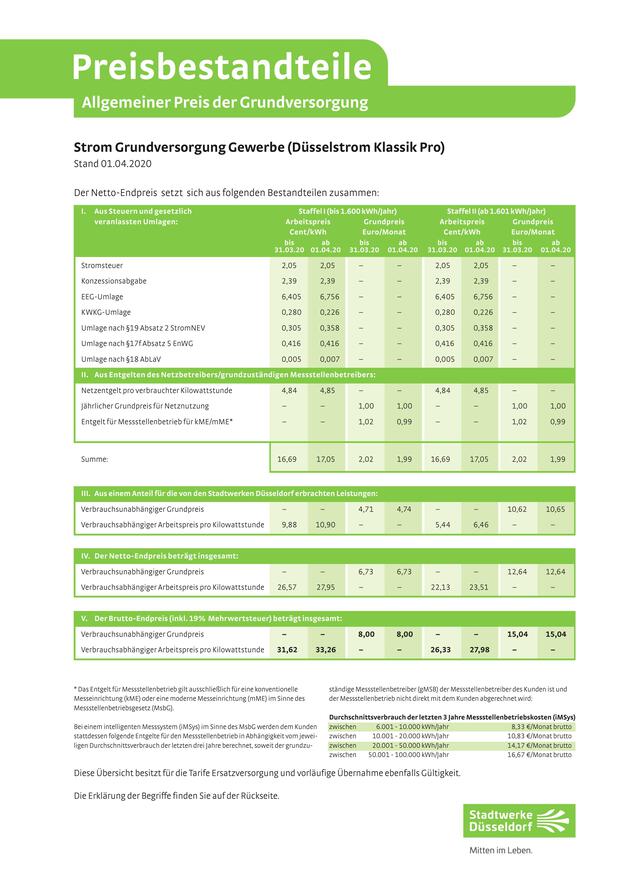 Preisbestandteile
Allgemeiner Preis der Grundversorgung
Strom Grundversorgung Gewerbe (Düsselstrom Klassik Pro)
Stand 01.04.2020
Der Netto-Endpreis setzt sich aus folgenden Bestandteilen zusammen:
I. Aus Steuern und gesetzlich Staffel I (bis 1.600 kWh/Jahr) Staffel II (ab 1.601 kWh/Jahr)
veranlassten Umlagen: Arbeitspreis Grundpreis Arbeitspreis Grundpreis
Cent/kWh Euro/Monat Cent/kWh Euro/Monat
bis ab bis ab bis ab bis ab
31.03.20 01.04.20 31.03.20 01.04.20 31.03.20 01.04.20 31.03.20 01.04.20
Stromsteuer 2,05 2,05 – – 2,05 2,05 – –
Konzessionsabgabe 2,39 2,39 – – 2,39 2,39 – –
EEG-Umlage 6,405 6,756 – – 6,405 6,756 – –
KWKG-Umlage 0,280 0,226 – – 0,280 0,226 – –
Umlage nach §19 Absatz 2 StromNEV 0,305 0,358 – – 0,305 0,358 – –
Umlage nach §17f Absatz 5 EnWG 0,416 0,416 – – 0,416 0,416 – –
Umlage nach §18 AbLaV 0,005 0,007 – – 0,005 0,007 – –
II. Aus Entgelten des Netzbetreibers/grundzuständigen Messstellenbetreibers:
Netzentgelt pro verbrauchter Kilowattstunde 4,84 4,85 – – 4,84 4,85 – –
Jährlicher Grundpreis für Netznutzung – – 1,00 1,00 – – 1,00 1,00
Entgelt für Messstellenbetrieb für kME/mME* – – 1,02 0,99 – – 1,02 0,99
Summe: 16,69 17,05 2,02 1,99 16,69 17,05 2,02 1,99
III. Aus einem Anteil für die von den Stadtwerken Düsseldorf erbrachten Leistungen:
Verbrauchsunabhängiger Grundpreis – – 4,71 4,74 – – 10,62 10,65
Verbrauchsabhängiger Arbeitspreis pro Kilowattstunde 9,88 10,90 – – 5,44 6,46 – –
IV. Der Netto-Endpreis beträgt insgesamt:
Verbrauchsunabhängiger Grundpreis – – 6,73 6,73 – – 12,64 12,64
Verbrauchsabhängiger Arbeitspreis pro Kilowattstunde 26,57 27,95 – – 22,13 23,51 – –
V. Der Brutto-Endpreis (inkl. 19% Mehrwertsteuer) beträgt insgesamt:
Verbrauchsunabhängiger Grundpreis – – 8,00 8,00 – – 15,04 15,04
Verbrauchsabhängiger Arbeitspreis pro Kilowattstunde 31,62 33,26 – – 26,33 27,98 – –
* Das Entgelt für Messstellenbetrieb gilt ausschließlich für eine konventionelle
Messeinrichtung (kME) oder eine moderne Messeinrichtung (mME) im Sinne des
Messstellenbetriebsgesetz (MsbG).
Bei einem intelligenten Messsystem (iMSys) im Sinne des MsbG werden dem Kunden
stattdessen folgende Entgelte für den Messstellenbetrieb in Abhängigkeit vom jewei-
ligen Durchschnittsverbrauch der letzten drei Jahre berechnet, soweit der grundzu-
ständige Messstellenbetreiber (gMSB) der Messstellenbetreiber des Kunden ist und
der Messstellenbetrieb nicht direkt mit dem Kunden abgerechnet wird:
Durchschnittsverbrauch der letzten 3 Jahre Messstellenbetriebskosten (iMSys)
zwischen 6.001 - 10.000 kWh/Jahr 8,33 €/Monat brutto
zwischen 10.001 - 20.000 kWh/Jahr 10,83 €/Monat brutto
zwischen 20.001 - 50.000 kWh/Jahr 14,17 €/Monat brutto
zwischen 50.001 - 100.000 kWh/Jahr 16,67 €/Monat brutto
Diese Übersicht besitzt für die Tarife Ersatzversorgung und vorläufige Übernahme ebenfalls Gültigkeit.
Die Erklärung der Begriffe finden Sie auf der Rückseite.
Stadtwerke
Düsseldorf
Mitten im Leben.